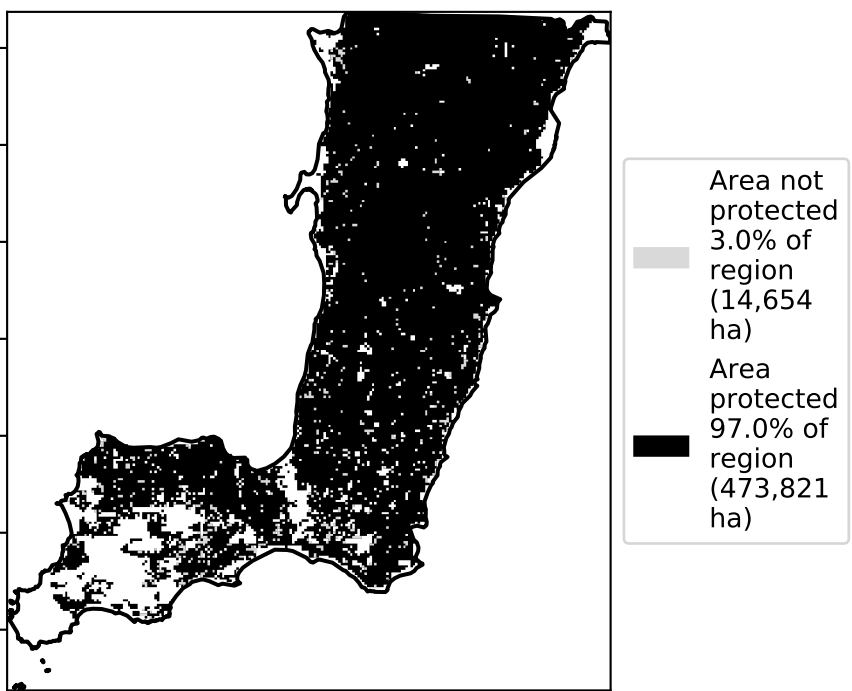 Area not
protected
3.0% of
region
(14,654
ha)
Area
protected
97.0% of
region
(473,821
ha)